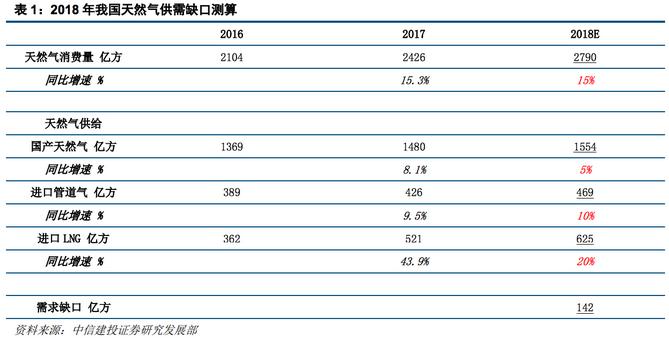 表 1：2018 年我国天然气供需缺口测算
2016 2017 2018E
天然气消费量 亿方 2104 2426 2790
同比增速 % 15.3% 15%
天然气供给
国产天然气 亿方 1369 1480 1554
同比增速 % 8.1% 5%
进口管道气 亿方 389 426 469
同比增速 % 9.5% 10%
进口 LNG 亿方 362 521 625
同比增速 % 43.9% 20%
需求缺口 亿方 142
资料来源：中信建投证券研究发展部